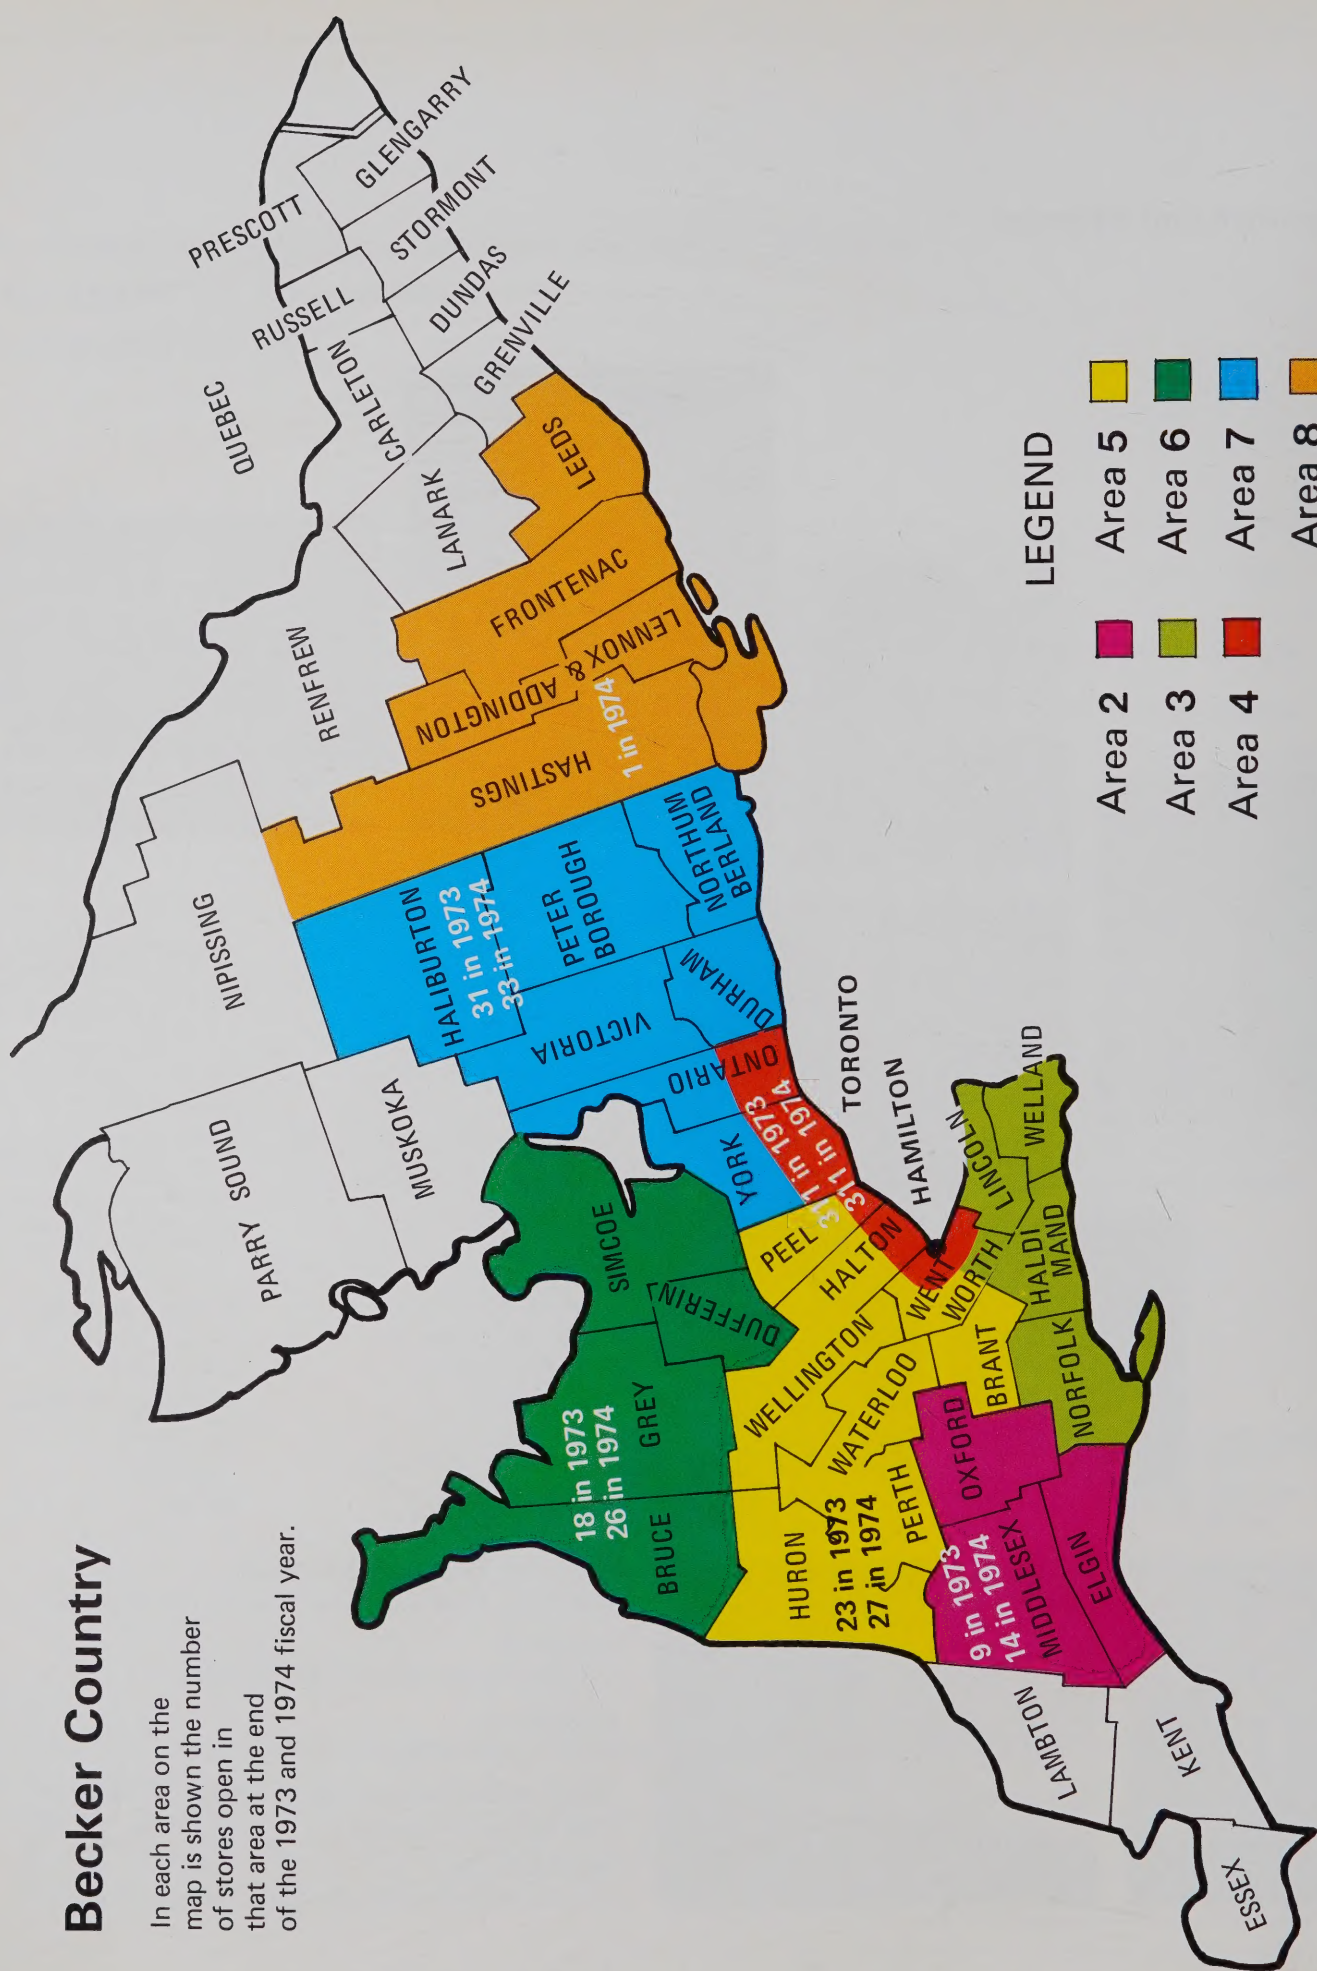 Becker Country
In each area on the
map is shown the number
of stores open in
that area at the end
of the 1973 and 1974 fiscal year.
QUEBEC
PRESCOTT
GLENGARRY
RUSSELL
STORMONT
CARLETON
DUNDAS
GRENVILLE
LANARK
LEEDS
RENFREW
FRONTENAC
LENNOX &
ADDINGTON
HASTINGS
1 in 1974
NIPISSING
HALIBURTON
31 in 1973
33 in 1974
PETER
BOROUGH
NORTHUM
BERLAND
VICTORIA
DURHAM
PARRY SOUND
MUSKOKA
ONTARIO
YORK
311 in 1973
311 in 1974
TORONTO
HAMILTON
SIMCOE
DUFFERIN
PEEL
HALTON
WENT
WORTH
LINCOLN
WELLAND
HALDI
MAND
NORFOLK
BRANT
GREY
18 in 1973
26 in 1974
BRUCE
WELLINGTON
WATERLOO
PERTH
HURON
23 in 1973
27 in 1974
OXFORD
9 in 1973
14 in 1974
MIDDLESEX
ELGIN
LAMBTON
KENT
ESSEX
LEGEND
Area 2
Area 3
Area 4
Area 5
Area 6
Area 7
Area 8